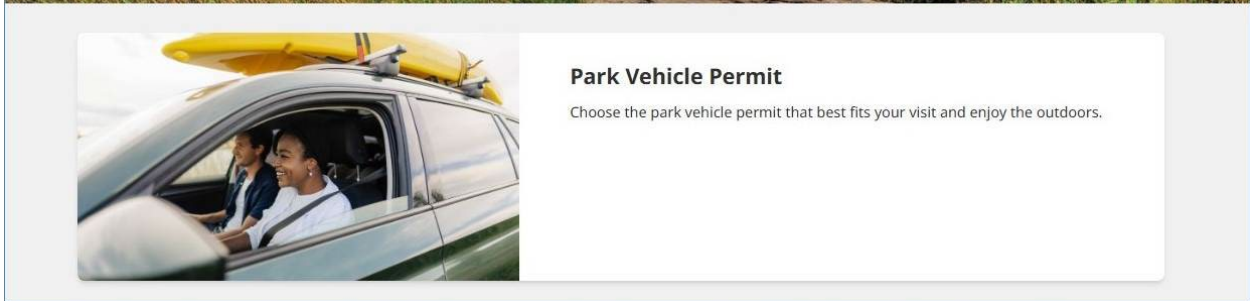 Park Vehicle Permit
Choose the park vehicle permit that best fits your visit and enjoy the outdoors.